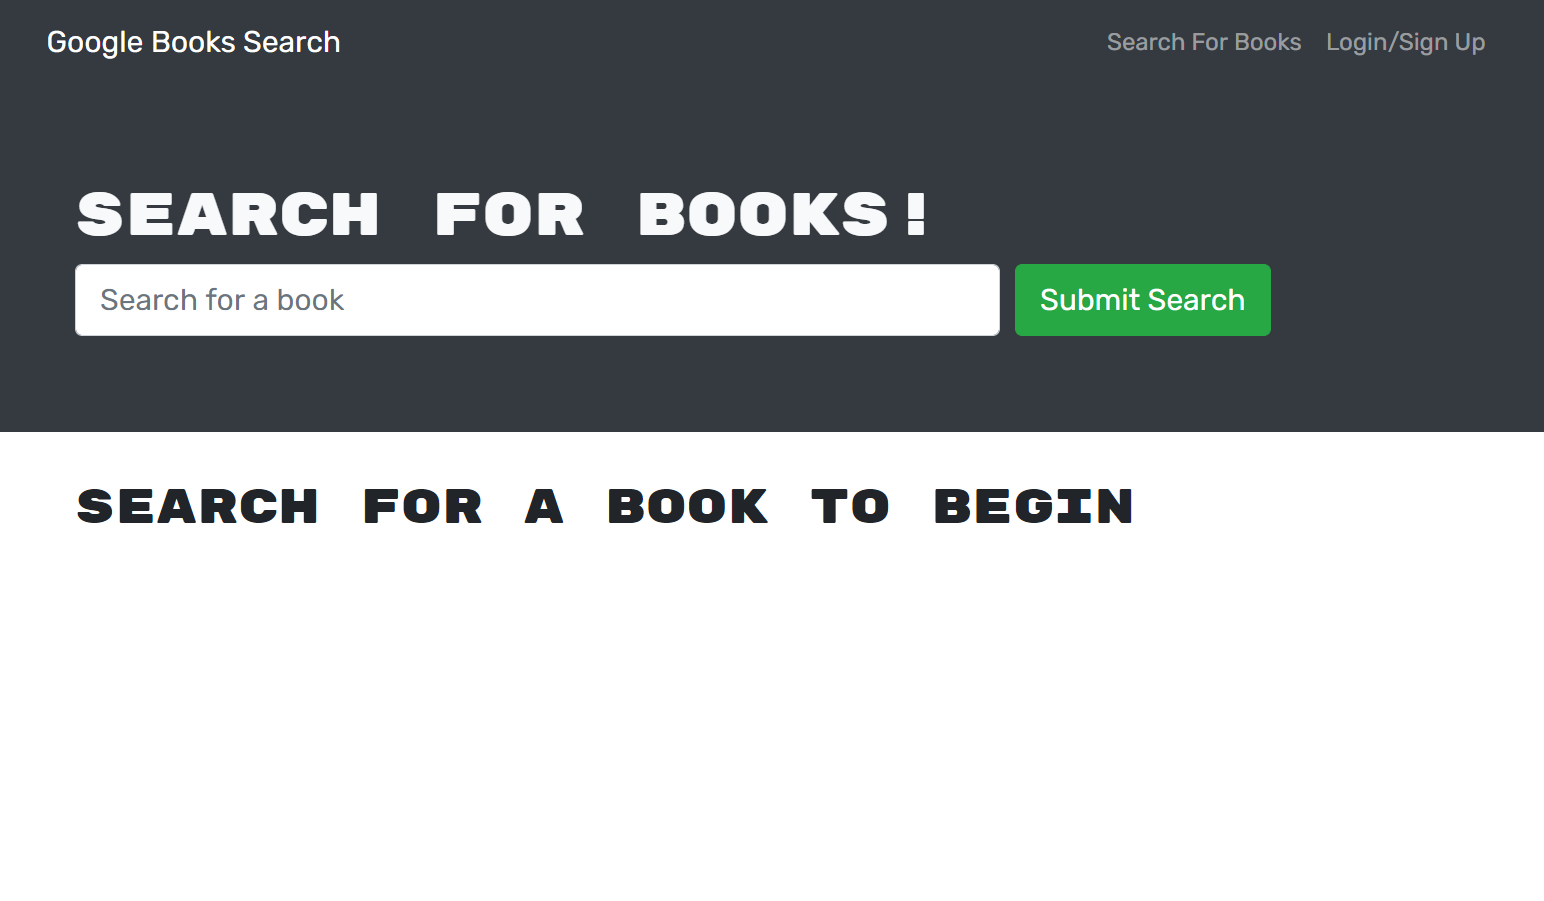 Google Books Search
Search For Books
Login/Sign Up
SEARCH FOR BOOKS!
Search for a book
Submit Search
SEARCH FOR A BOOK TO BEGIN